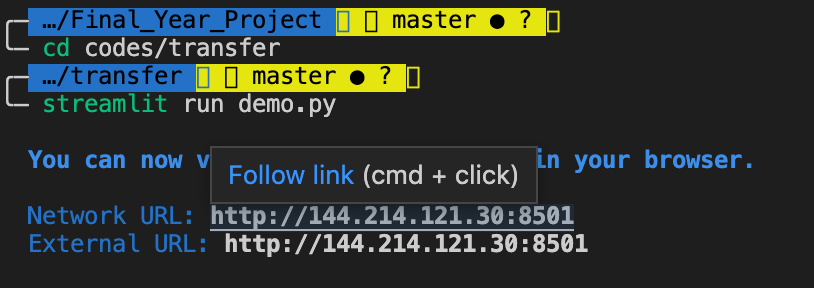 …/Final_Year_Project master ● ?
cd codes/transfer
…/transfer master ● ?
streamlit run demo.py
You can now v in your browser.
Follow link (cmd + click)
Network URL: http://144.214.121.30:8501
External URL: http://144.214.121.30:8501